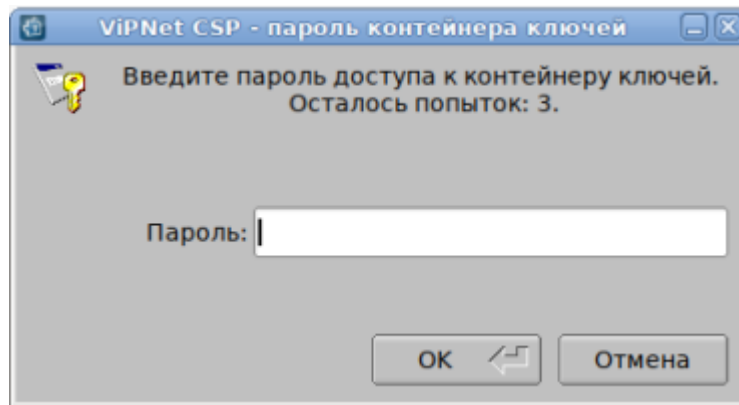 ViPNet CSP - пароль контейнера ключей
Введите пароль доступа к контейнеру ключей.
Осталось попыток: 3.
Пароль:
OK
Отмена